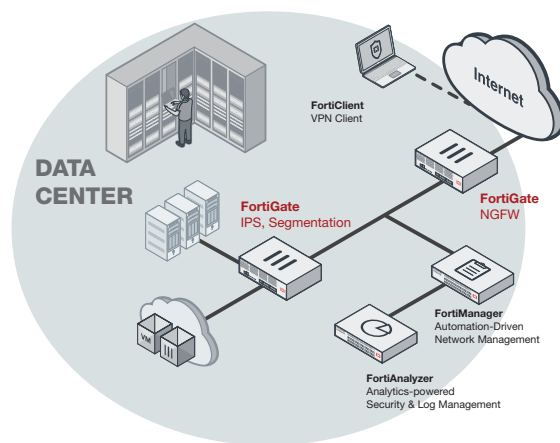 Internet
FortiClient
VPN Client
DATA
CENTER
FortiGate
NGFW
FortiGate
IPS, Segmentation
FortiManager
Automation-Driven
Network Management
VM
FortiAnalyzer
Analytics-powered
Security & Log Management